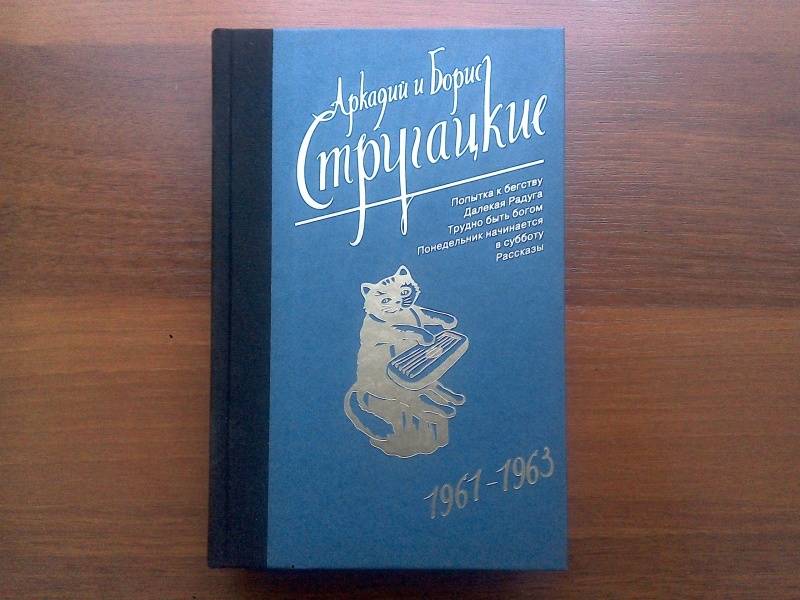 Аркадий и Борис
Стругацкие
Попытка к бегству
Далекая Радуга
Трудно быть богом
Понедельник начинается
в субботу
Рассказы
1961-1963